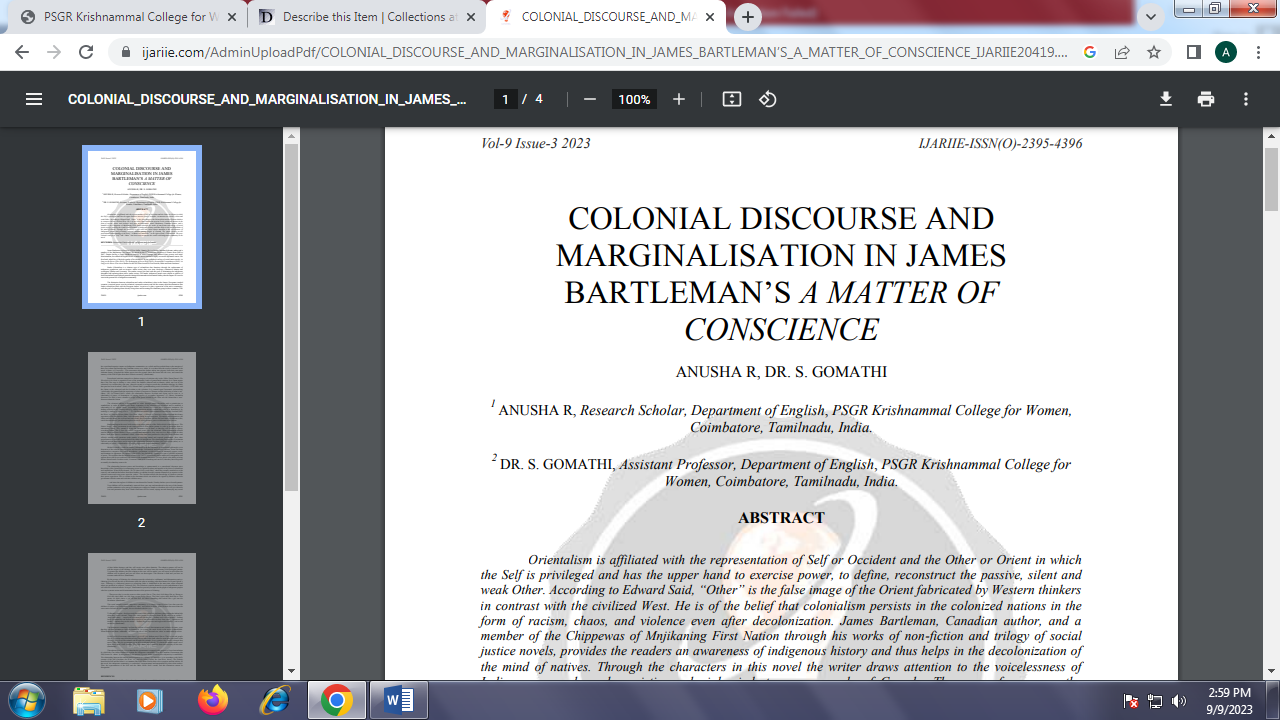 PSGR Krishnammal College for W
Describe this Item | Collections at
COLONIAL_DISCOURSE_AND_MA
ijariie.com/AdminUploadPdf/COLONIAL_DISCOURSE_AND_MARGINALISATION_IN_JAMES_BARTLEMAN'S_A_MATTER_OF_CONSCIENCE_IJARIIE20419....
A
COLONIAL_DISCOURSE_AND_MARGINALISATION_IN_JAMES_...
1 / 4
100%
1
2
Vol-9 Issue-3 2023
IJARIIE-ISSN(O)-2395-4396
COLONIAL DISCOURSE AND
MARGINALISATION IN JAMES
BARTLEMAN'S A MATTER OF
CONSCIENCE
ANUSHA R, DR. S. GOMATHI
1 ANUSHA R, Research Scholar, Department of English, PSGR Krishnammal College for Women,
Coimbatore, Tamilnadu, India.
2 DR. S. GOMATHI, Assistant Professor, Department of English, PSGR Krishnammal College for
Women, Coimbatore, Tamilnadu, India.
ABSTRACT
Orientalism is affiliated with the representation of Self or Occident and the Other or Orient in which
the Self is privileged and has the upper hand to exercise power to define, reconstruct the passive, silent and
weak Other. According to Edward Said, "Other" is the false image of the Orient fabricated by Western thinkers
in contrast with the civilized West. He is of the belief that colonialism persists in the colonized nations in the
form of racism, chaos, and violence even after decolonization. James Bartleman, Canadian author, and a
member of the Chippewas of Mnjikaning First Nation through his works of non-fiction and trilogy of social
justice novels, provides the readers an awareness of indigenous history and thus helps in the decolonization of
the mind of natives. Through the characters in this novel the writer draws attention to the voicelessness of
2:59 PM
9/9/2023